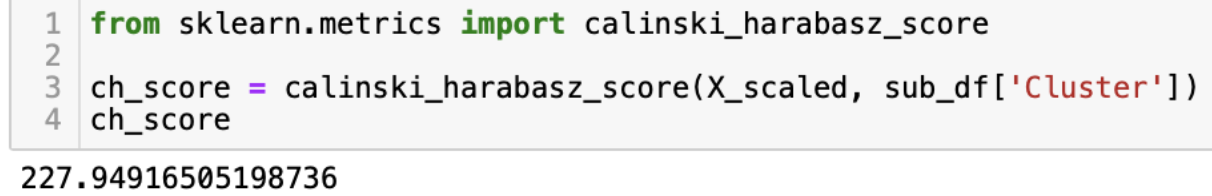 1 from sklearn.metrics import calinski_harabasz_score
2
3 ch_score = calinski_harabasz_score(X_scaled, sub_df['Cluster'])
4 ch_score
227.94916505198736